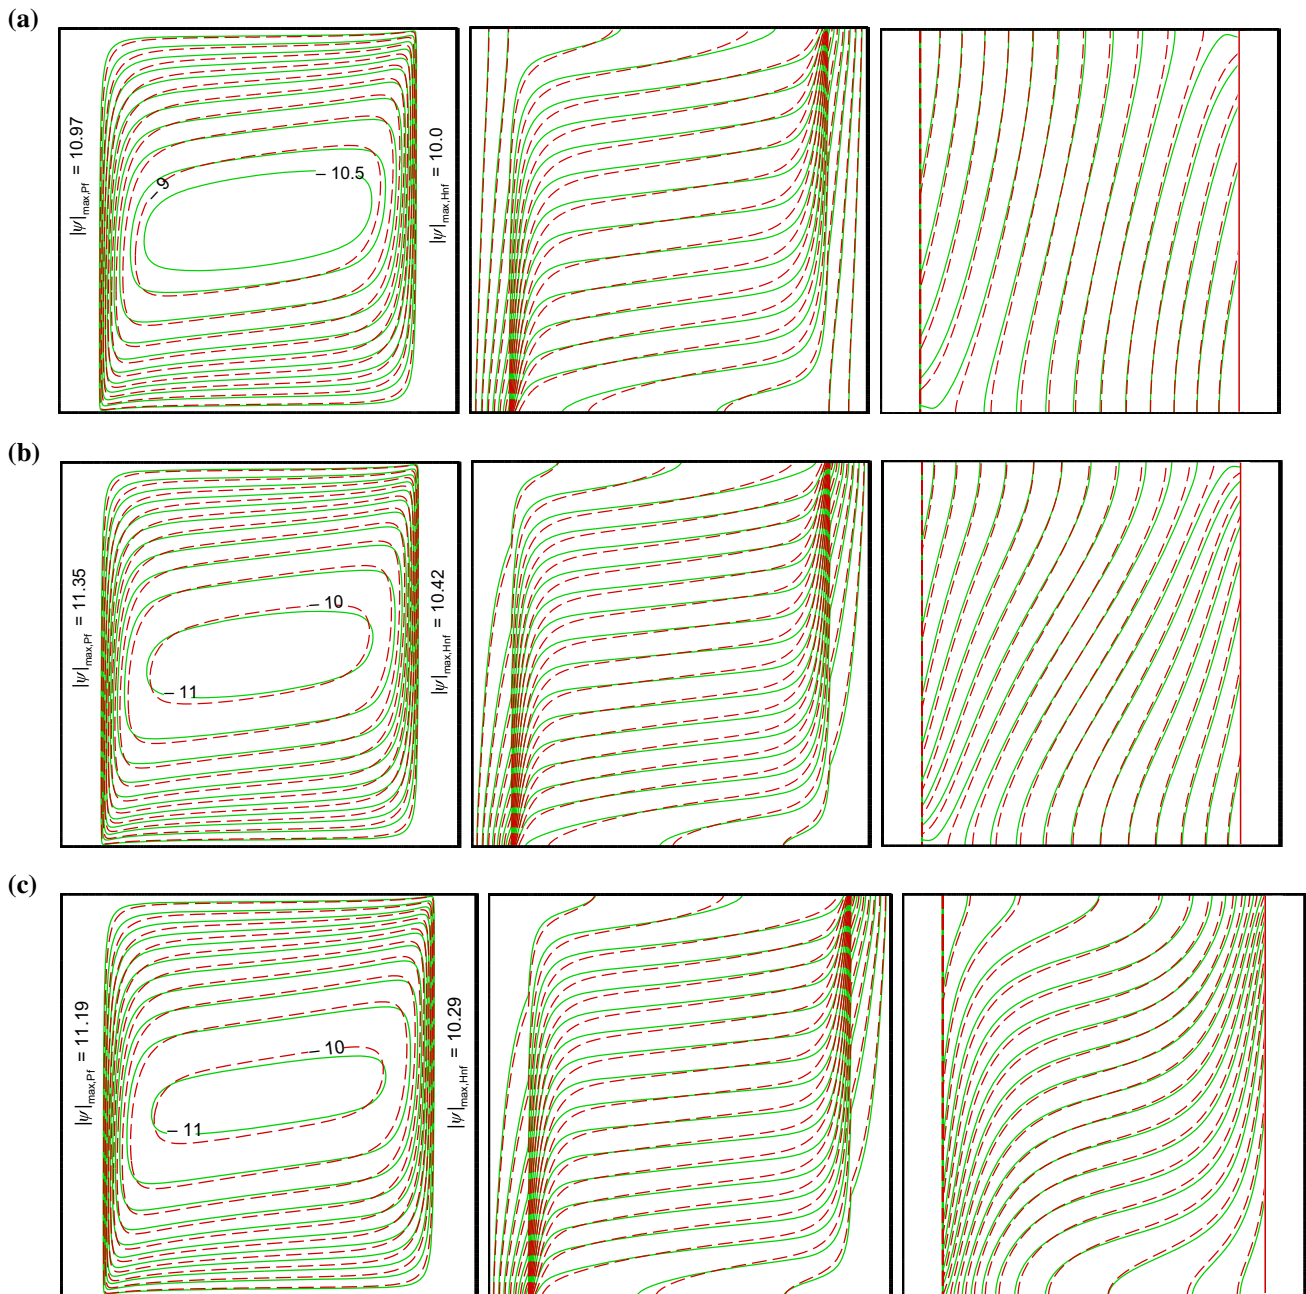 (a)
|ψ|max,Pf = 10.97
– 9
– 10.5
|ψ|max,Hnf = 10.0
(b)
|ψ|max,Pf = 11.35
– 10
– 11
|ψ|max,Hnf = 10.42
(c)
|ψ|max,Pf = 11.19
– 10
– 11
|ψ|max,Hnf = 10.29